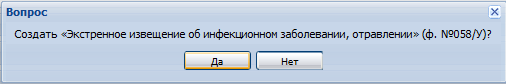 Вопрос
Создать «Экстренное извещение об инфекционном заболевании, отравлении» (ф. №058/У)?
Да
Нет